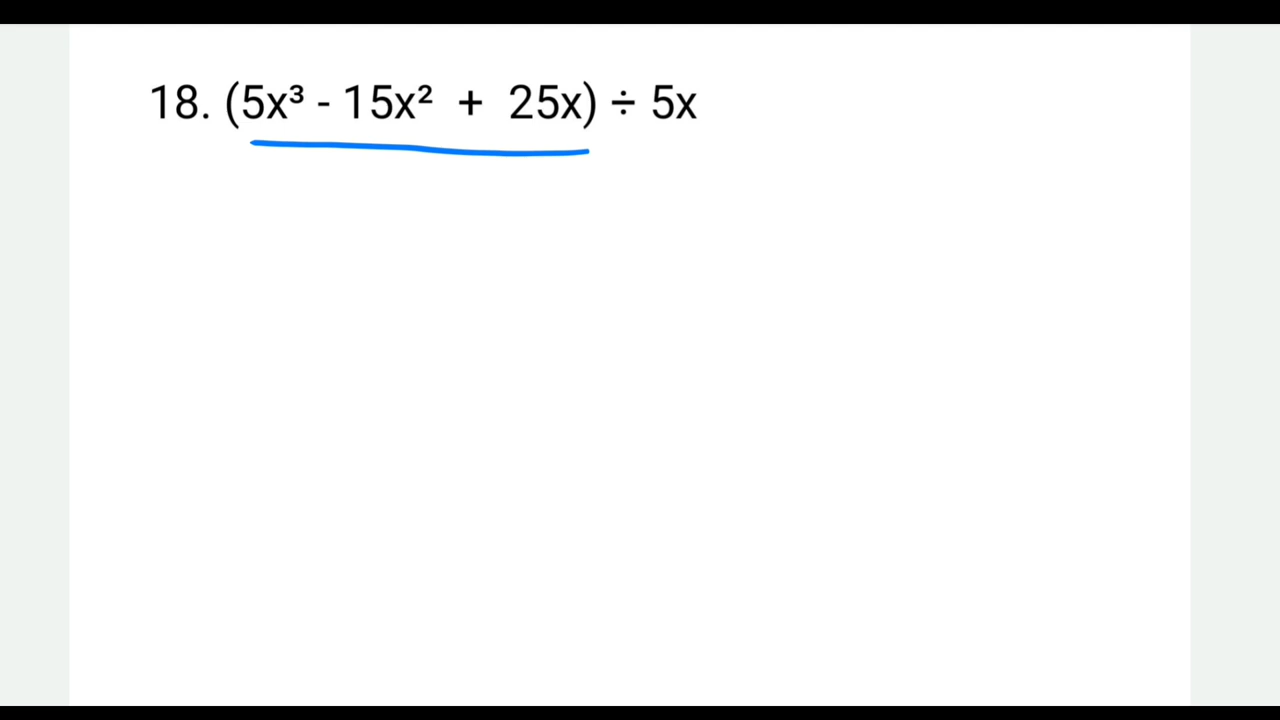 18. (5x³ - 15x² + 25x) ÷ 5x